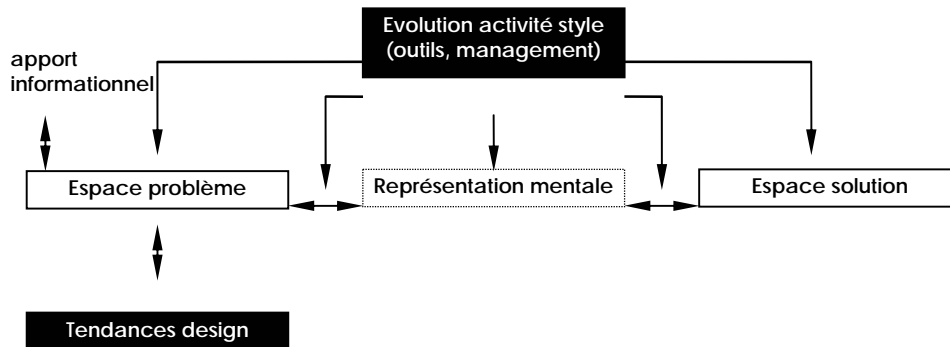 Evolution activité style
(outils, management)
apport
informationnel
Espace problème
Représentation mentale
Espace solution
Tendances design